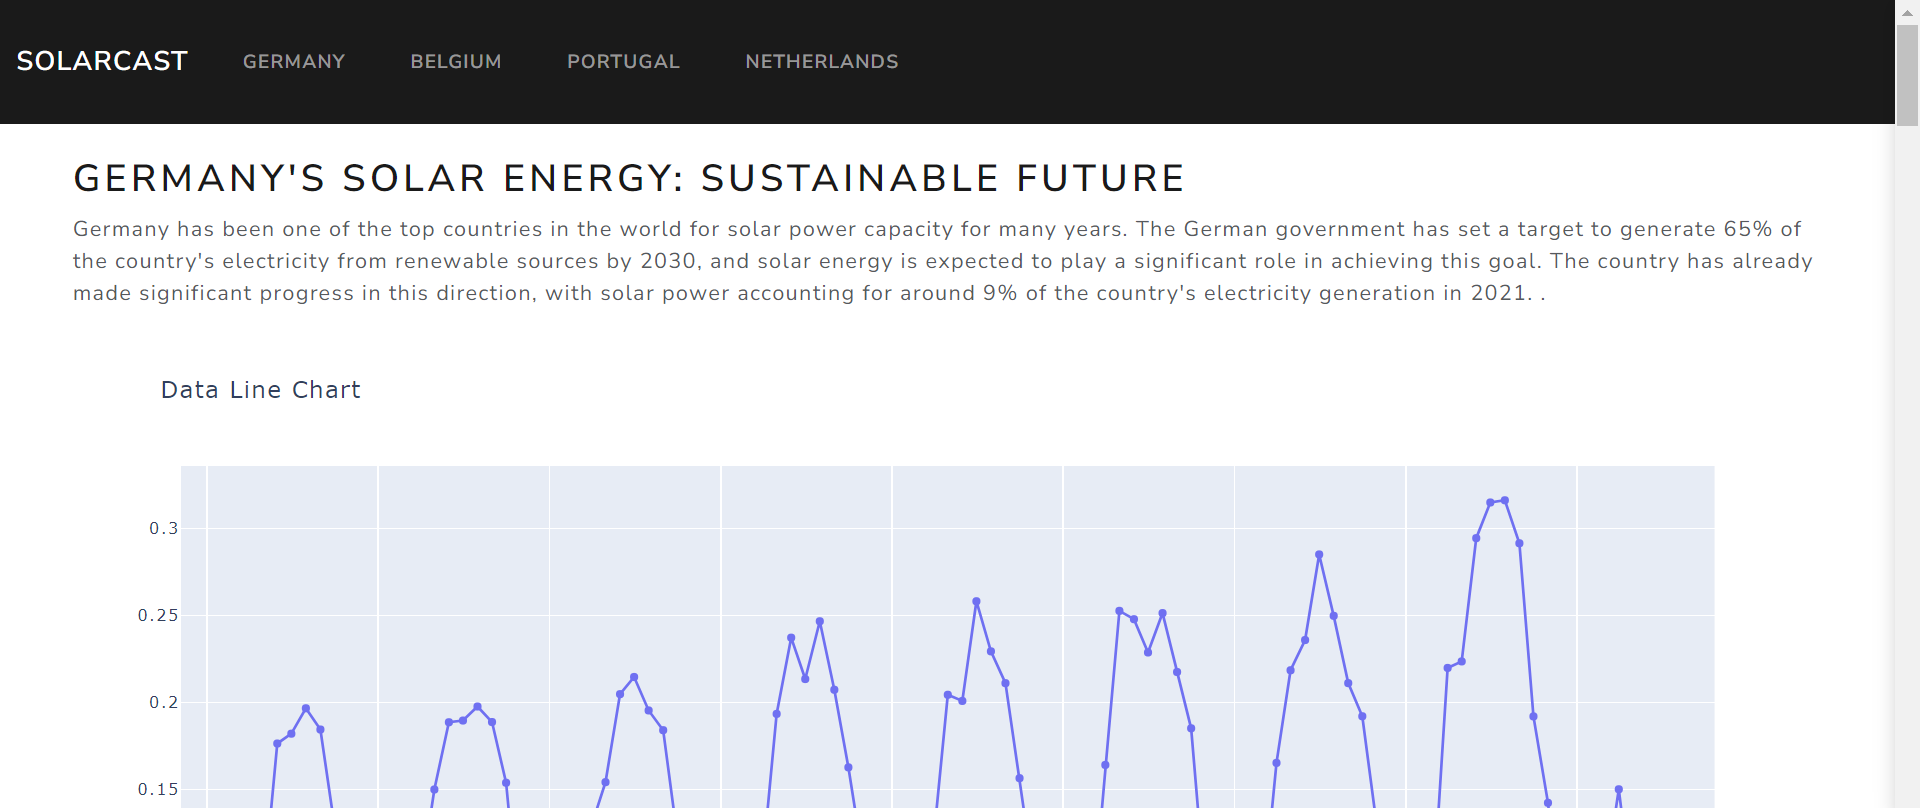 SOLARCAST GERMANY BELGIUM PORTUGAL NETHERLANDS
GERMANY'S SOLAR ENERGY: SUSTAINABLE FUTURE
Germany has been one of the top countries in the world for solar power capacity for many years. The German government has set a target to generate 65% of
the country's electricity from renewable sources by 2030, and solar energy is expected to play a significant role in achieving this goal. The country has already
made significant progress in this direction, with solar power accounting for around 9% of the country's electricity generation in 2021. .
Data Line Chart
0.3
0.25
0.2
0.15